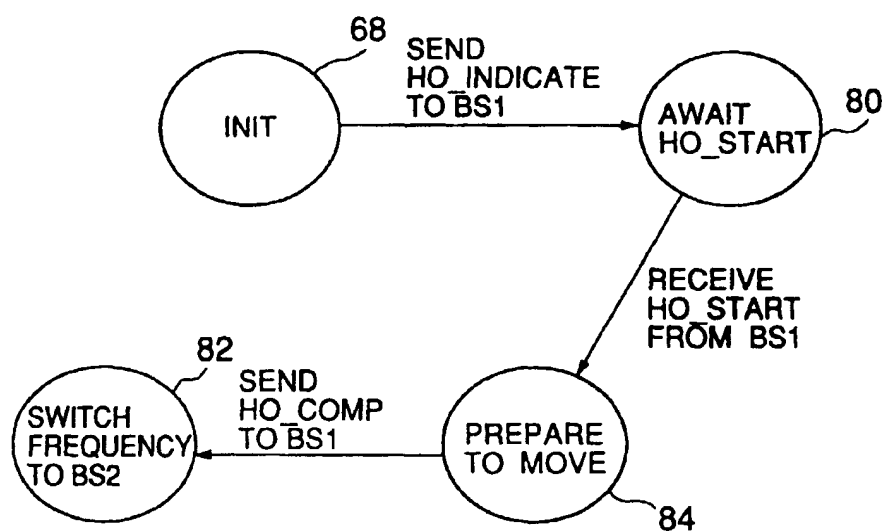 68
SEND
HO_INDICATE
TO BS1
INIT
AWAIT
HO_START
80
RECEIVE
HO_START
FROM BS1
82
SEND
HO_COMP
TO BS1
SWITCH
FREQUENCY
TO BS2
PREPARE
TO MOVE
84